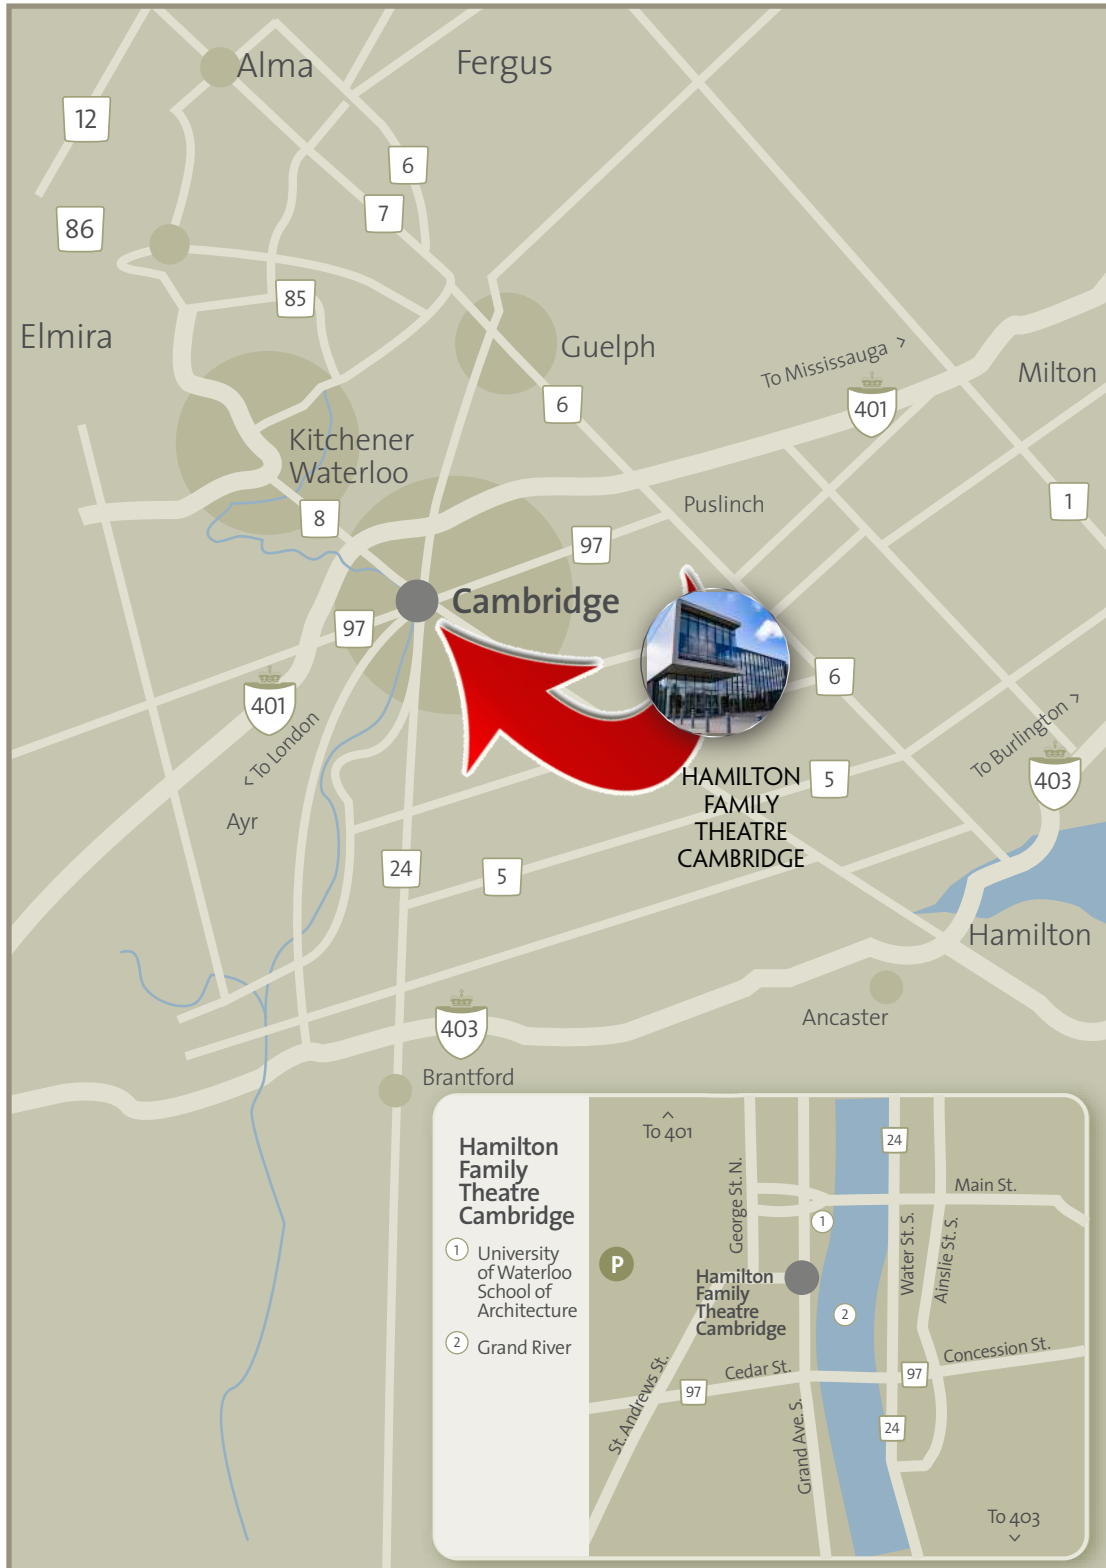 Alma
Fergus
12
6
7
86
85
Elmira
Guelph
To Mississauga >
Milton
6
401
Kitchener
Waterloo
8
Puslinch
1
97
Cambridge
97
6
401
< To London
To Burlington >
5
403
HAMILTON
FAMILY
THEATRE
CAMBRIDGE
Ayr
24
5
Hamilton
Ancaster
403
Brantford
Hamilton
Family
Theatre
Cambridge
1 University
of Waterloo
School of
Architecture
2 Grand River
^
To 401
24
George St. N.
Main St.
1
Water St. S.
Ainslie St. S.
P
Hamilton
Family
Theatre
Cambridge
2
St. Andrews St.
Cedar St.
97
97
Concession St.
Grand Ave. S.
24
To 403